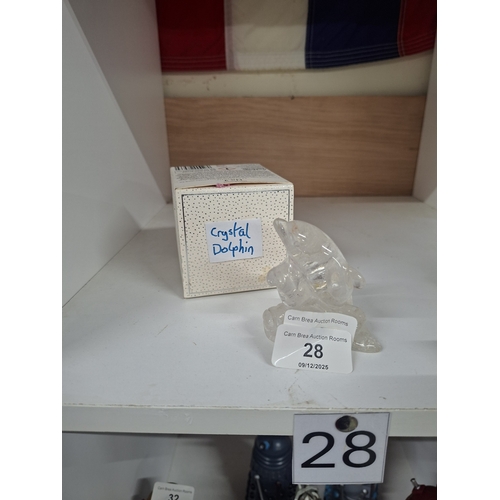 Crystal
Dolphin
Carn Brea Auction Rooms
Carn Brea Auction Rooms
28
09/12/2025
28
32